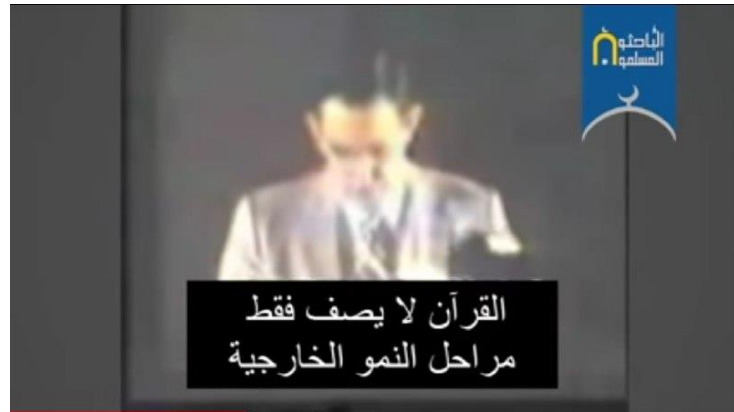 الباحثون
المسلمون
القرآن لا يصف فقط
مراحل النمو الخارجية